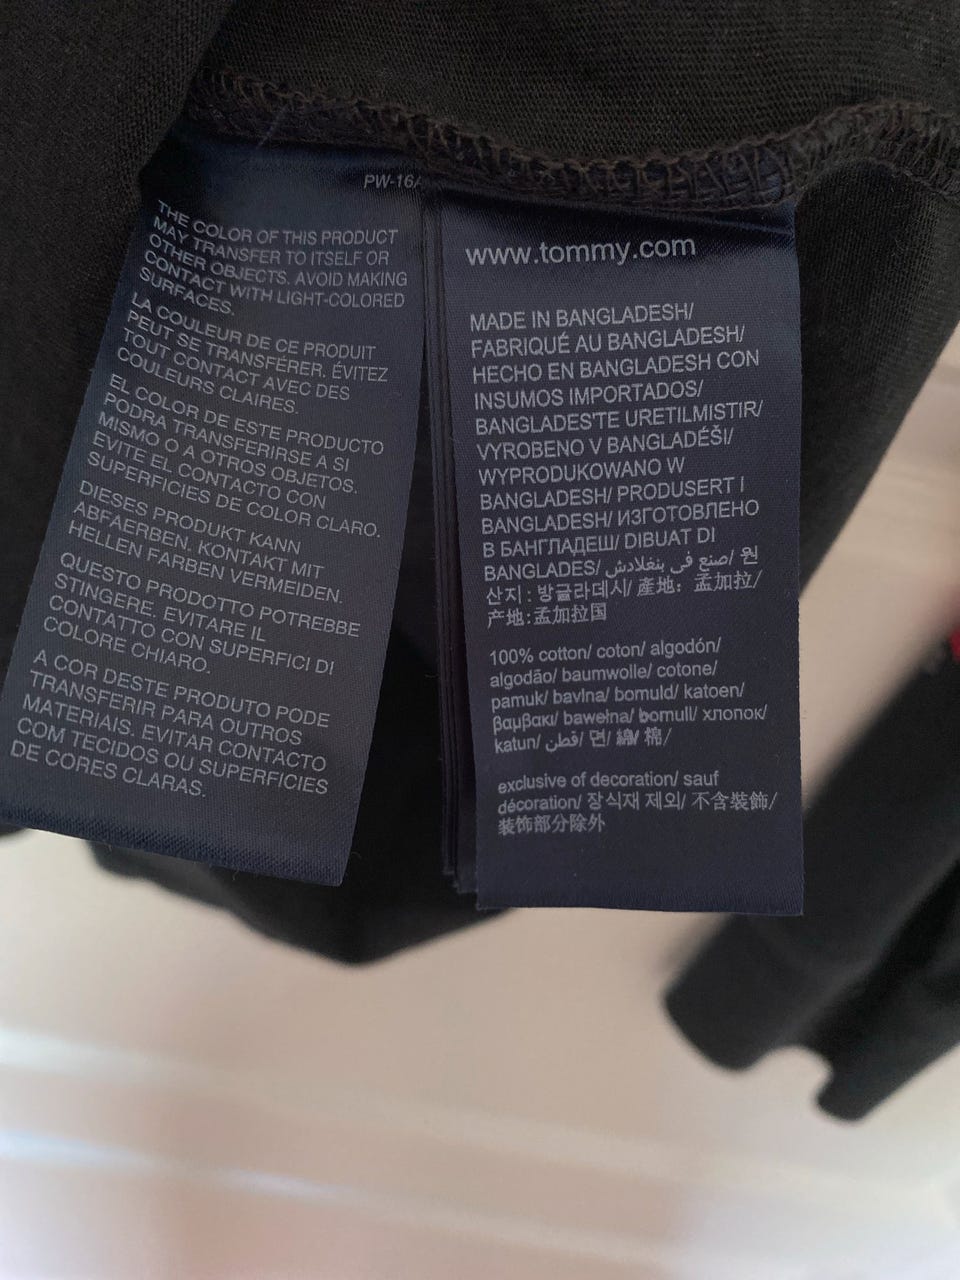 PW-16
THE COLOR OF THIS PRODUCT
MAY TRANSFER TO ITSELF OR
OTHER OBJECTS. AVOID MAKING
CONTACT WITH LIGHT-COLORED
SURFACES.
LA COULEUR DE CE PRODUIT
PEUT SE TRANSFÉRER. ÉVITEZ
TOUT CONTACT AVEC DES
COULEURS CLAIRES.
EL COLOR DE ESTE PRODUCTO
PODRA TRANSFERIRSE A SI
MISMO O A OTROS OBJETOS.
EVITE EL CONTACTO CON
SUPERFICIES DE COLOR CLARO.
DIESES PRODUKT KANN
ABFAERBEN. KONTAKT MIT
HELLEN FARBEN VERMEIDEN.
QUESTO PRODOTTO POTREBBE
STINGERE. EVITARE IL
CONTATTO CON SUPERFICI DI
COLORE CHIARO.
A COR DESTE PRODUTO PODE
TRANSFERIR PARA OUTROS
MATERIAIS. EVITAR CONTACTO
COM TECIDOS OU SUPERFICIES
DE CORES CLARAS.
www.tommy.com
MADE IN BANGLADESH/
FABRIQUÉ AU BANGLADESH/
HECHO EN BANGLADESH CON
INSUMOS IMPORTADOS/
BANGLADES'TE URETILMISTIR/
VYROBENO V BANGLADÉŠI/
WYPRODUKOWANO W
BANGLADESH/ PRODUSERT I
BANGLADESH/ ИЗГОТОВЛЕНО
В БАНГЛАДЕШ/ DIBUAT DI
BANGLADES/ صنع في بنغلادش/ 원
산지: 방글라데시/ 產地: 孟加拉/
产地:孟加拉国
100% cotton/ coton/ algodón/
algodão/ baumwolle/ cotone/
pamuk/ bavlna/ bomuld/ katoen/
βαμβακι/ bawełna/ bomull/ хлопок/
katun/ قطن/ 면/ 綿/ 棉/
exclusive of decoration/ sauf
décoration/ 장식재 제외/ 不含裝飾/
装饰部分除外